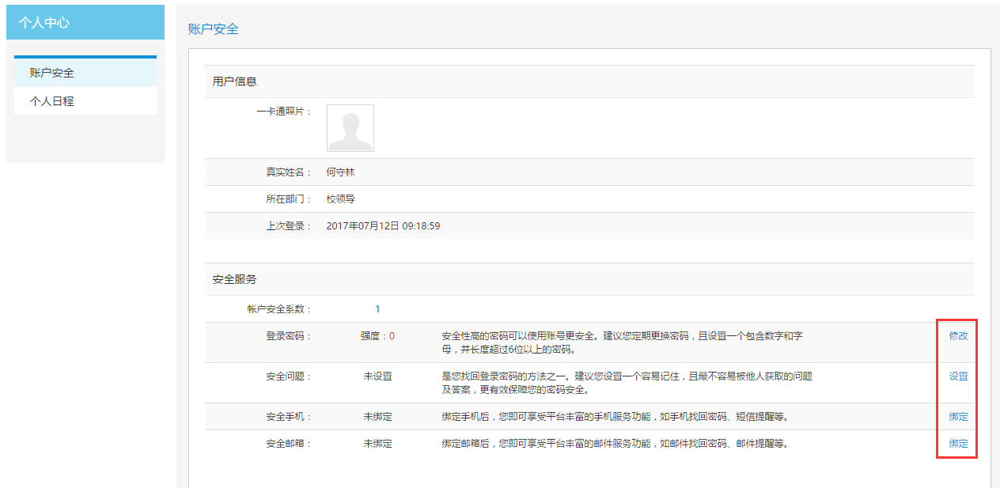 个人中心
账户安全
个人日程
账户安全
用户信息
一卡通照片：
真实姓名： 何守林
所在部门： 校领导
上次登录： 2017年07月12日 09:18:59
安全服务
帐户安全系数： 1
登录密码： 强度：0 安全性高的密码可以使用账号更安全。建议您定期更换密码，且设置一个包含数字和字 修改
母，并长度超过6位以上的密码。
安全问题： 未设置 是您找回登录密码的方法之一。建议您设置一个容易记住，且最不容易被他人获取的问题 设置
及答案，更有效保障您的密码安全。
安全手机： 未绑定 绑定手机后，您即可享受平台丰富的手机服务功能，如手机找回密码、短信提醒等。 绑定
安全邮箱： 未绑定 绑定邮箱后，您即可享受平台丰富的邮件服务功能，如邮件找回密码、邮件提醒等。 绑定